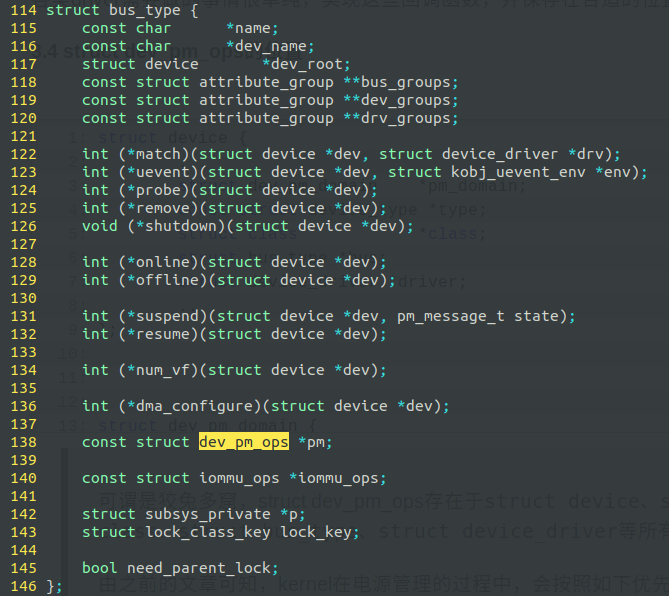 114 struct bus_type {
115     const char      *name;
116     const char      *dev_name;
117     struct device       *dev_root;
118     const struct attribute_group **bus_groups;
119     const struct attribute_group **dev_groups;
120     const struct attribute_group **drv_groups;
121
122     int (*match)(struct device *dev, struct device_driver *drv);
123     int (*uevent)(struct device *dev, struct kobj_uevent_env *env);
124     int (*probe)(struct device *dev);
125     int (*remove)(struct device *dev);
126     void (*shutdown)(struct device *dev);
127
128     int (*online)(struct device *dev);
129     int (*offline)(struct device *dev);
130
131     int (*suspend)(struct device *dev, pm_message_t state);
132     int (*resume)(struct device *dev);
133
134     int (*num_vf)(struct device *dev);
135
136     int (*dma_configure)(struct device *dev);
137
138     const struct dev_pm_ops *pm;
139
140     const struct iommu_ops *iommu_ops;
141
142     struct subsys_private *p;
143     struct lock_class_key lock_key;
144
145     bool need_parent_lock;
146 };